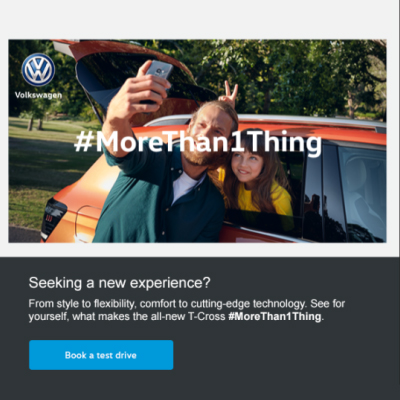 Volkswagen
#MoreThan1Thing
Seeking a new experience?
From style to flexibility, comfort to cutting-edge technology. See for
yourself, what makes the all-new T-Cross #MoreThan1Thing.
Book a test drive